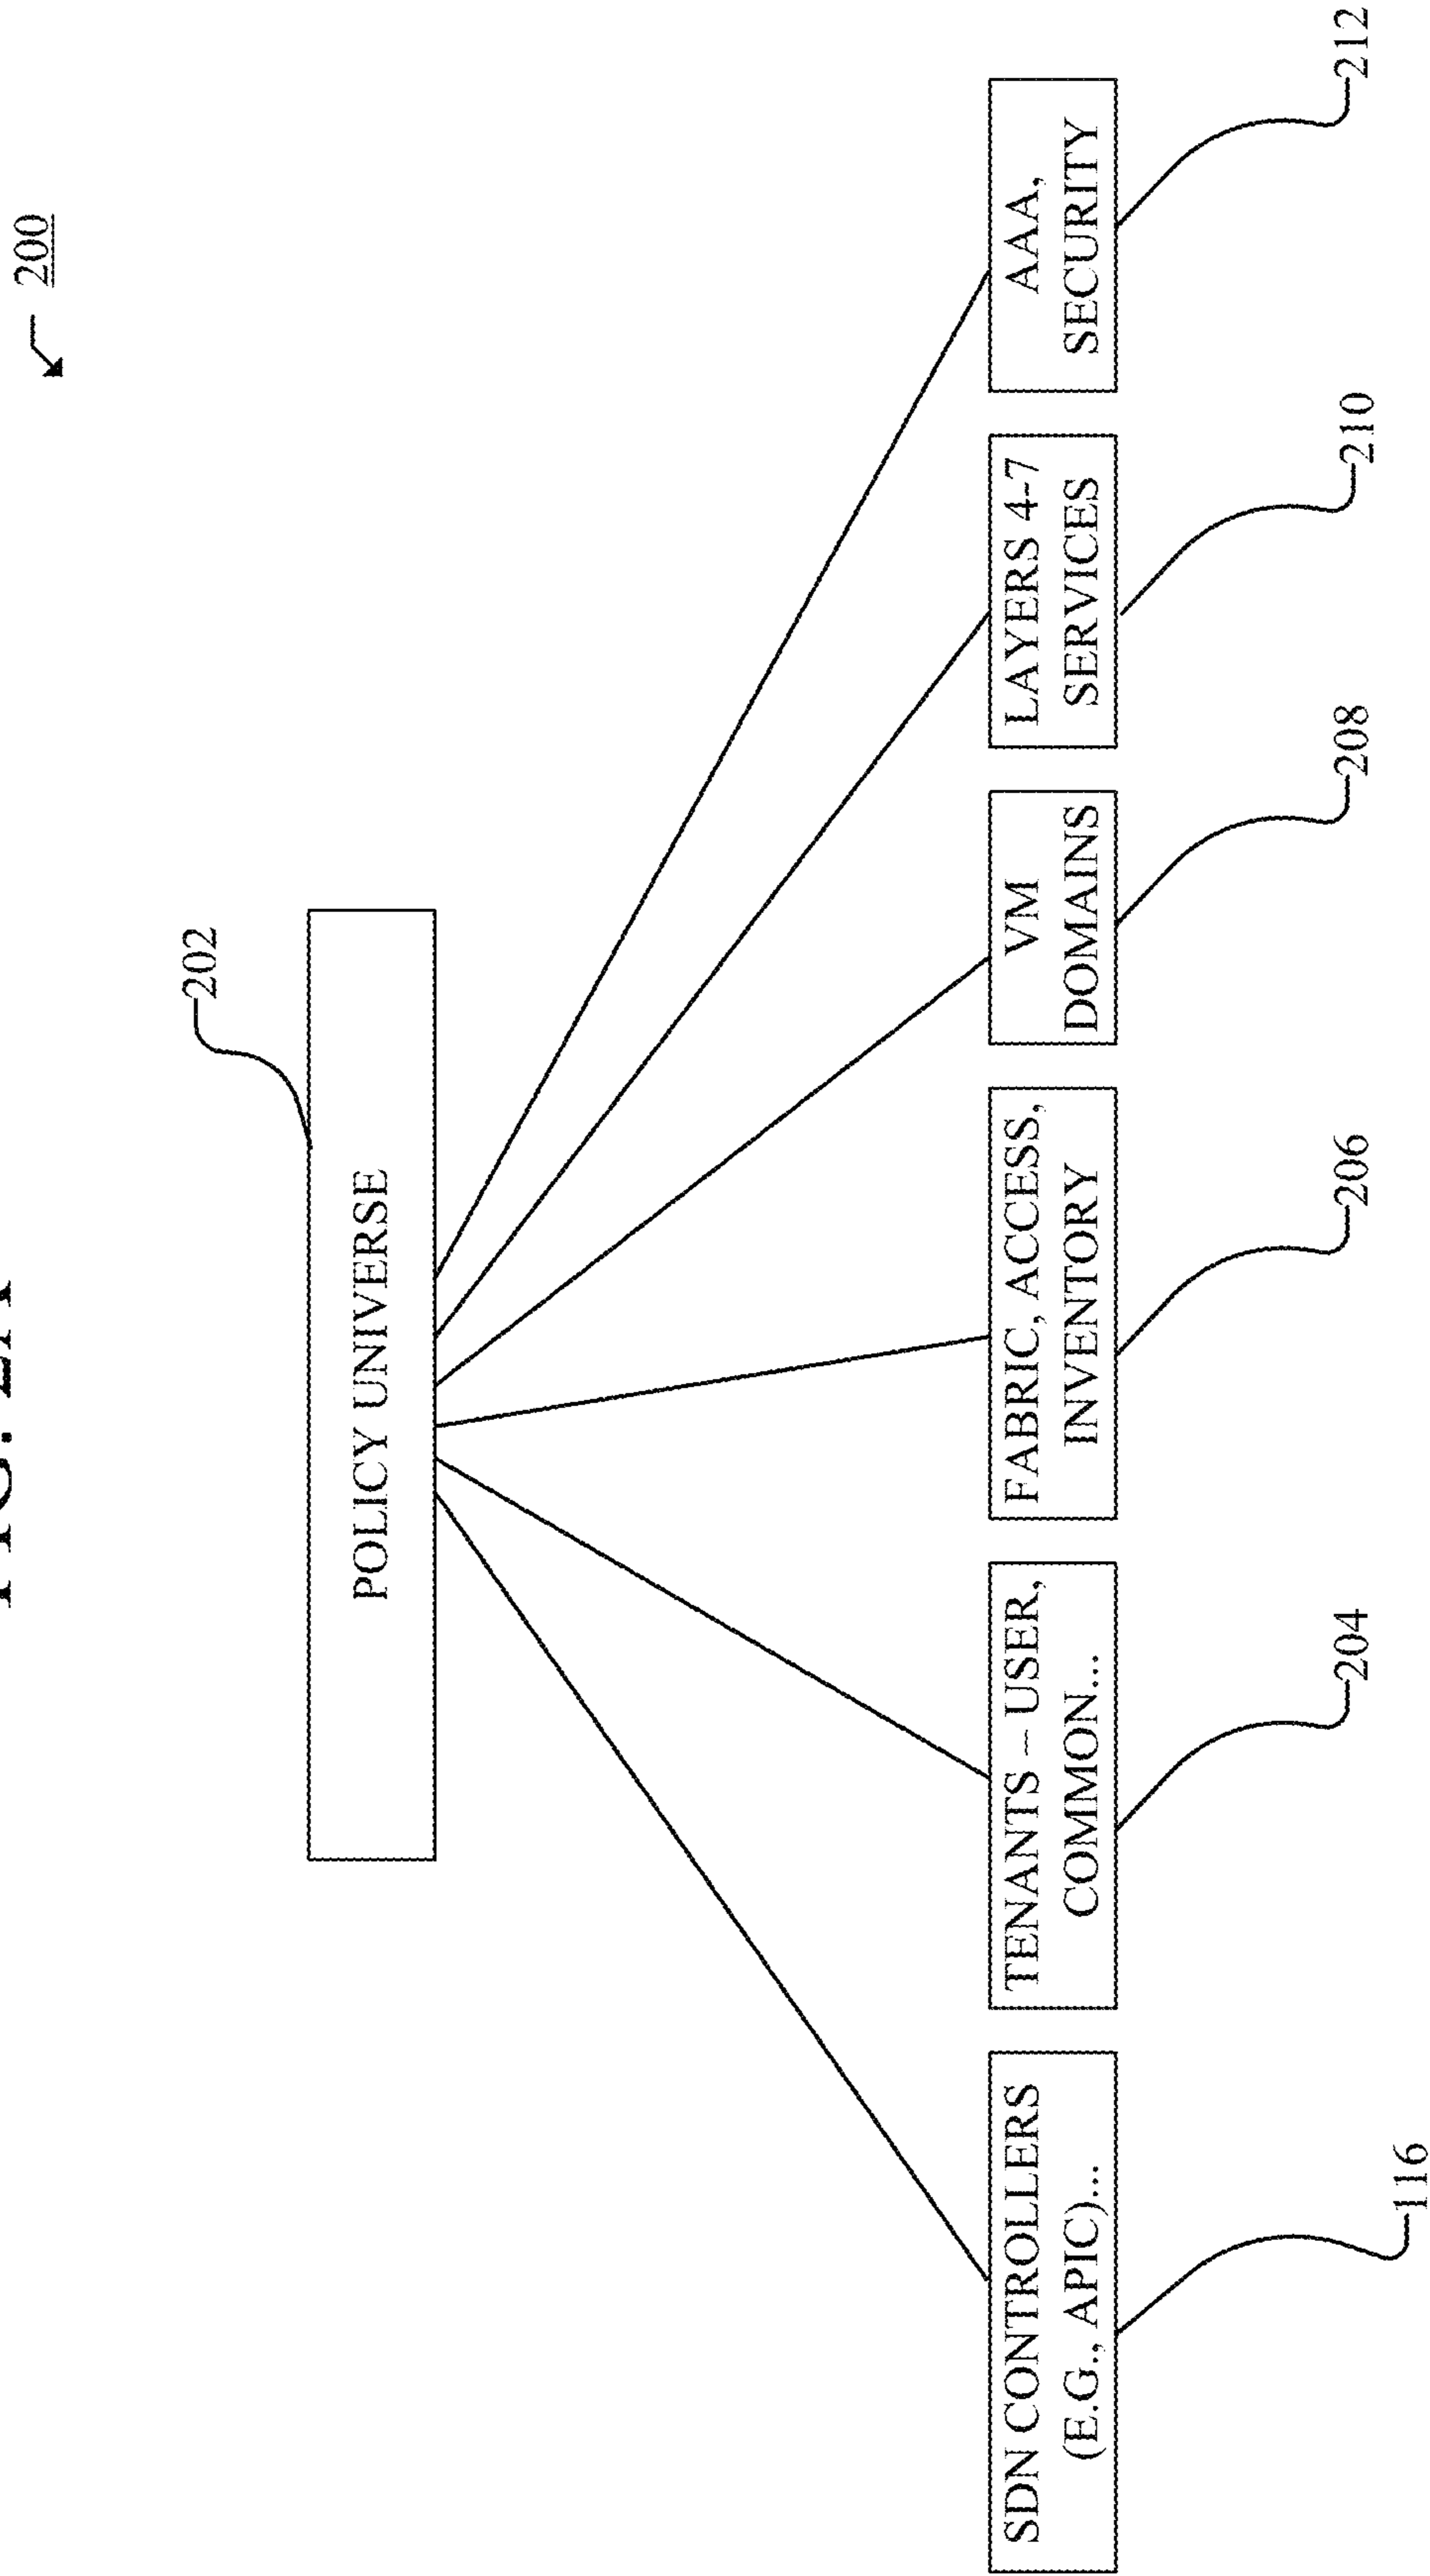 200
202
POLICY UNIVERSE
SDN CONTROLLERS
(E.G., APIC)...
TENANTS – USER,
COMMON...
FABRIC, ACCESS,
INVENTORY
VM
DOMAINS
LAYERS 4-7
SERVICES
AAA,
SECURITY
116
204
206
208
210
212